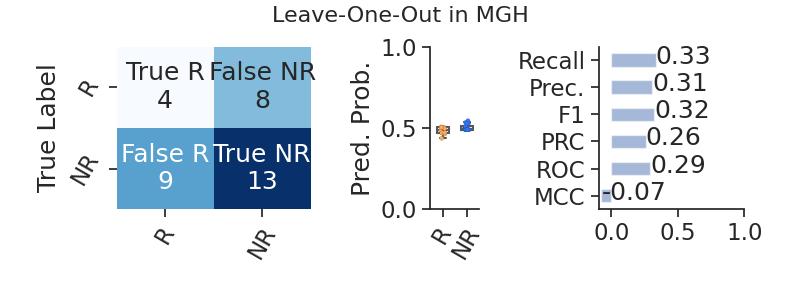 Leave-One-Out in MGH
True Label
R
NR
True R
4
False NR
8
False R
9
True NR
13
R
NR
Pred. Prob.
1.0
0.5
0.0
R
NR
Recall
0.33
Prec.
0.31
F1
0.32
PRC
0.26
ROC
0.29
MCC
-0.07
0.0
0.5
1.0